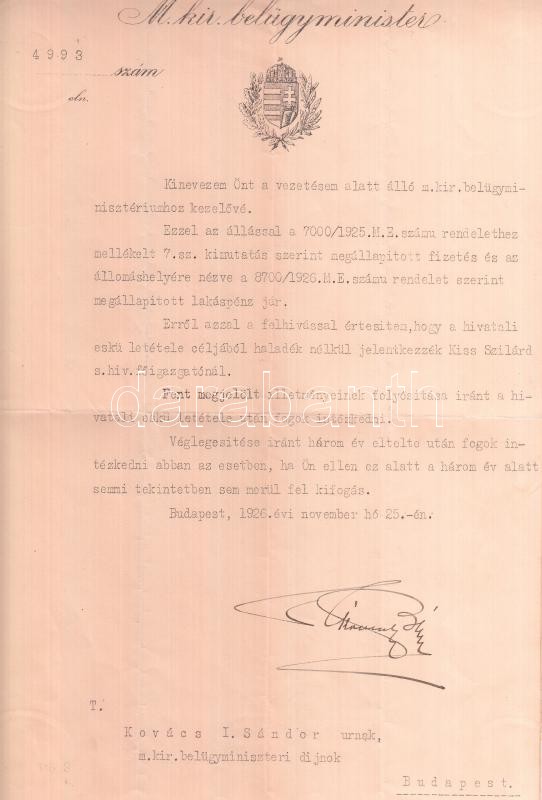 M. kir. belügyminister.
4993
szám
eln.
Kinevezem Önt a vezetésem alatt álló m.kir.belügymi-
nisztériumhoz kezelővé.
Ezzel az állással a 7000/1925.M.E.számu rendelethez
mellékelt 7.sz. kimutatás szerint megállapitott fizetés és az
állomáshelyére nézve a 8700/1926.M.E.számu rendelet szerint
megállapitott lakáspénz jár.
Erről azzal a felhivással értesitem,hogy a hivatali
eskü letétele céljából haladék nélkül jelentkezzék Kiss Szilárd
s.hiv.főigazgatónál.
Fent megjelölt illetményeinek folyósitása iránt a hi-
vatali eskü letétele után fogok intézkedni.
darabanth
Véglegesitése iránt három év eltelte után fogok in-
tézkedni abban az esetben, ha Ön ellen ez alatt a három év alatt
semmi tekintetben sem merül fel kifogás.
Budapest, 1926.évi november hó 25.-én.
T.
Kovács I.Sándor urnak,
m.kir.belügyminiszteri dijnok
Budapest.